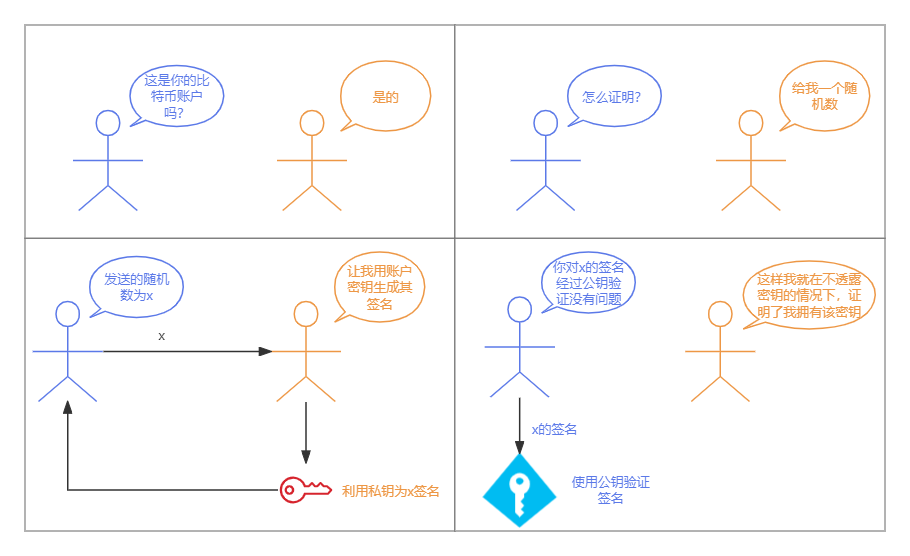 这是你的比
特币账户
吗?
是的
怎么证明?
给我一个随
机数
发送的随机
数为x
让我用账户
密钥生成其
签名
x
利用私钥为x签名
你对x的签名
经过公钥验
证没有问题
这样我就在不透露
密钥的情况下，证
明了我拥有该密钥
x的签名
使用公钥验证
签名